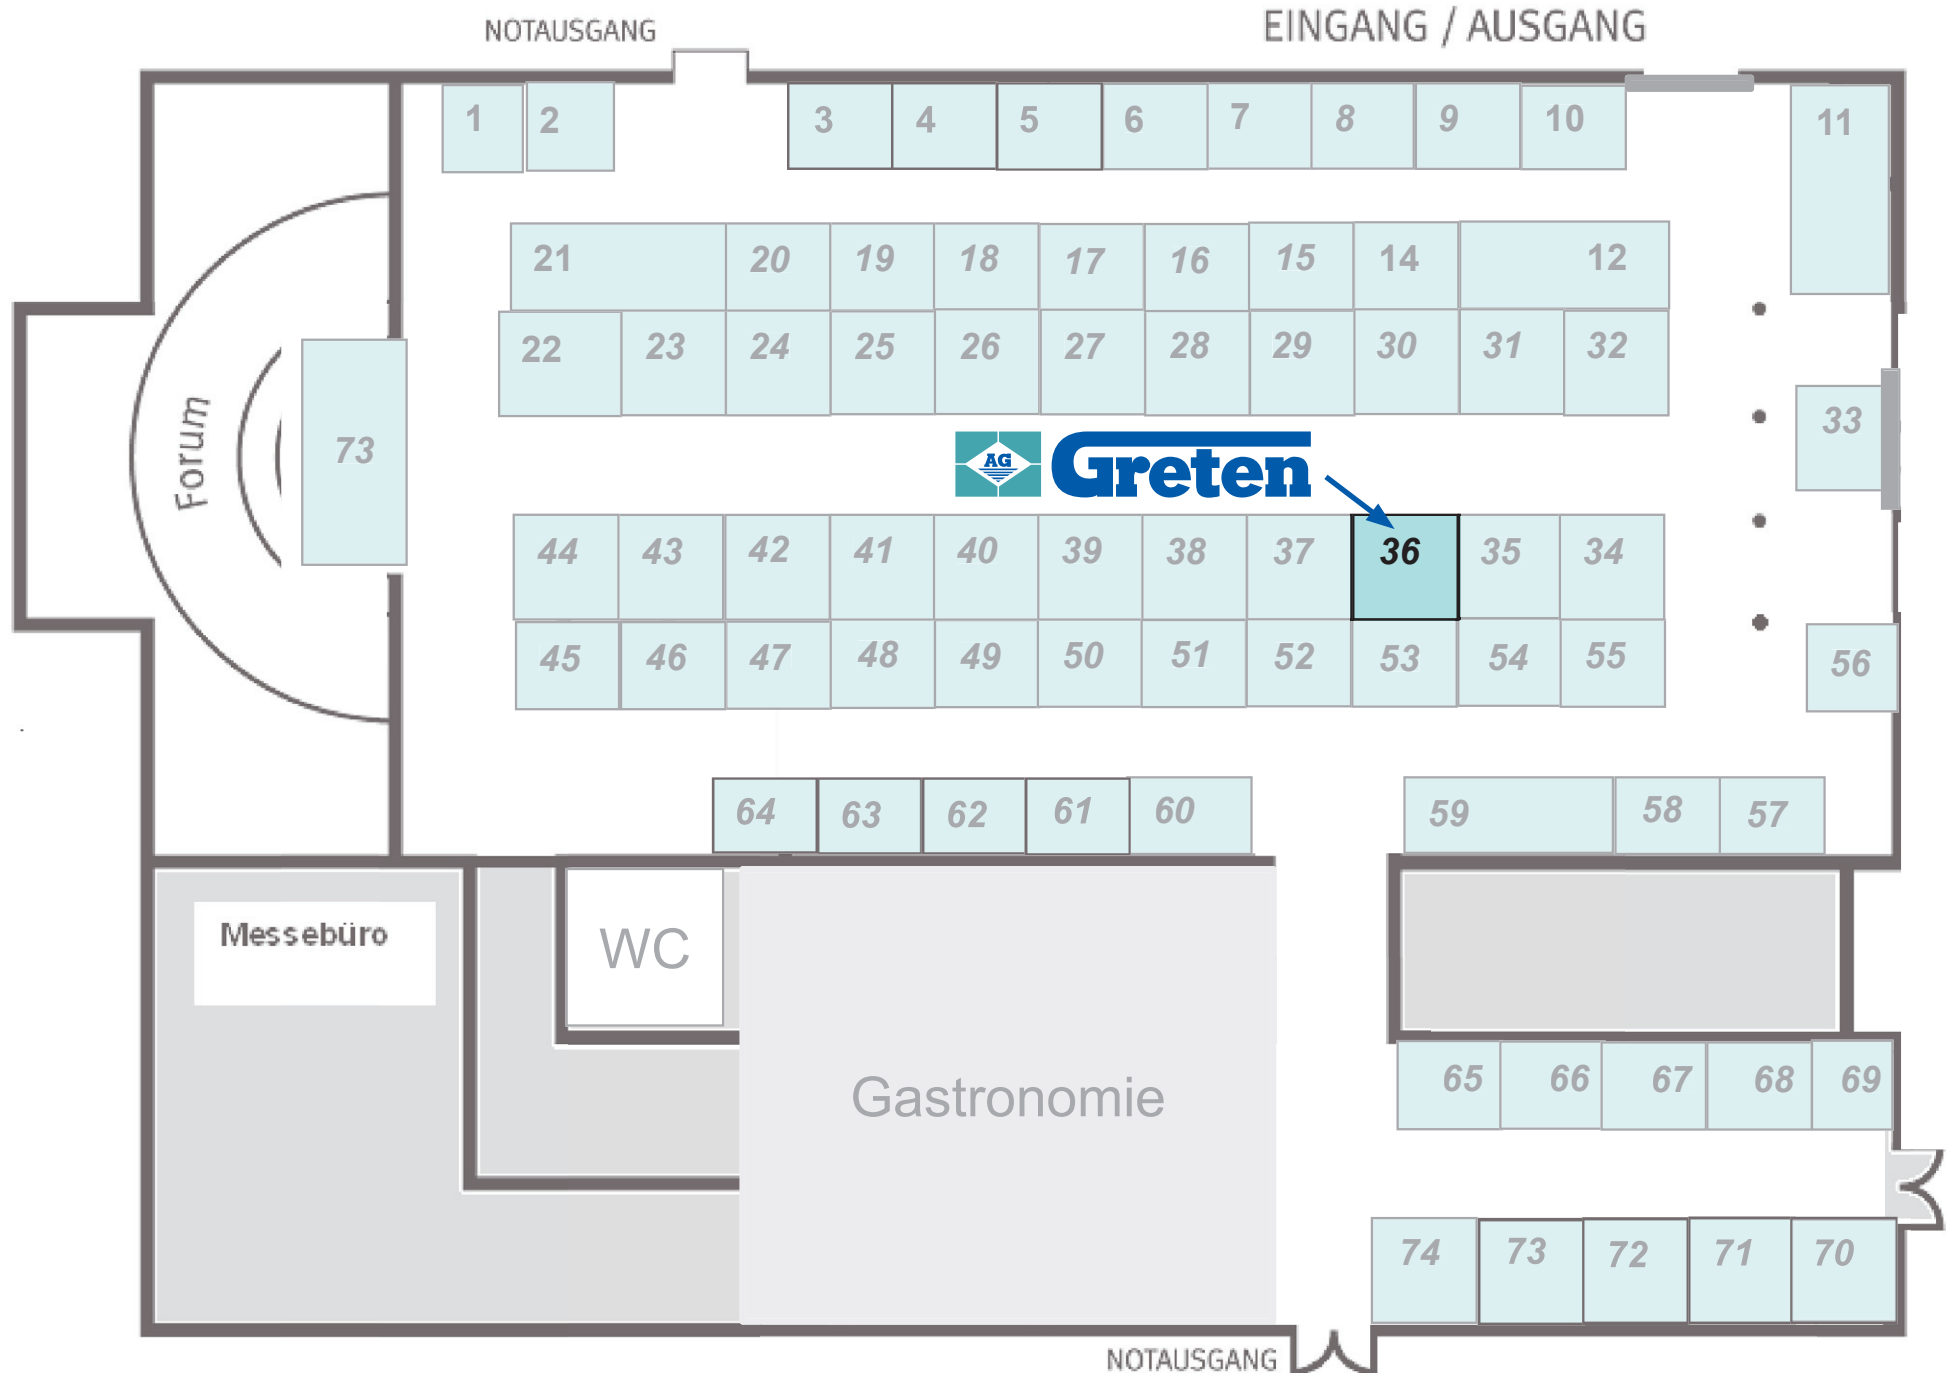 NOTAUSGANG
EINGANG / AUSGANG
1 2 3 4 5 6 7 8 9 10 11
21 20 19 18 17 16 15 14 12
22 23 24 25 26 27 28 29 30 31 32
Forum
73
33
AG Greten
44 43 42 41 40 39 38 37 36 35 34
45 46 47 48 49 50 51 52 53 54 55
56
64 63 62 61 60 59 58 57
Messebüro
WC
Gastronomie
65 66 67 68 69
74 73 72 71 70
NOTAUSGANG